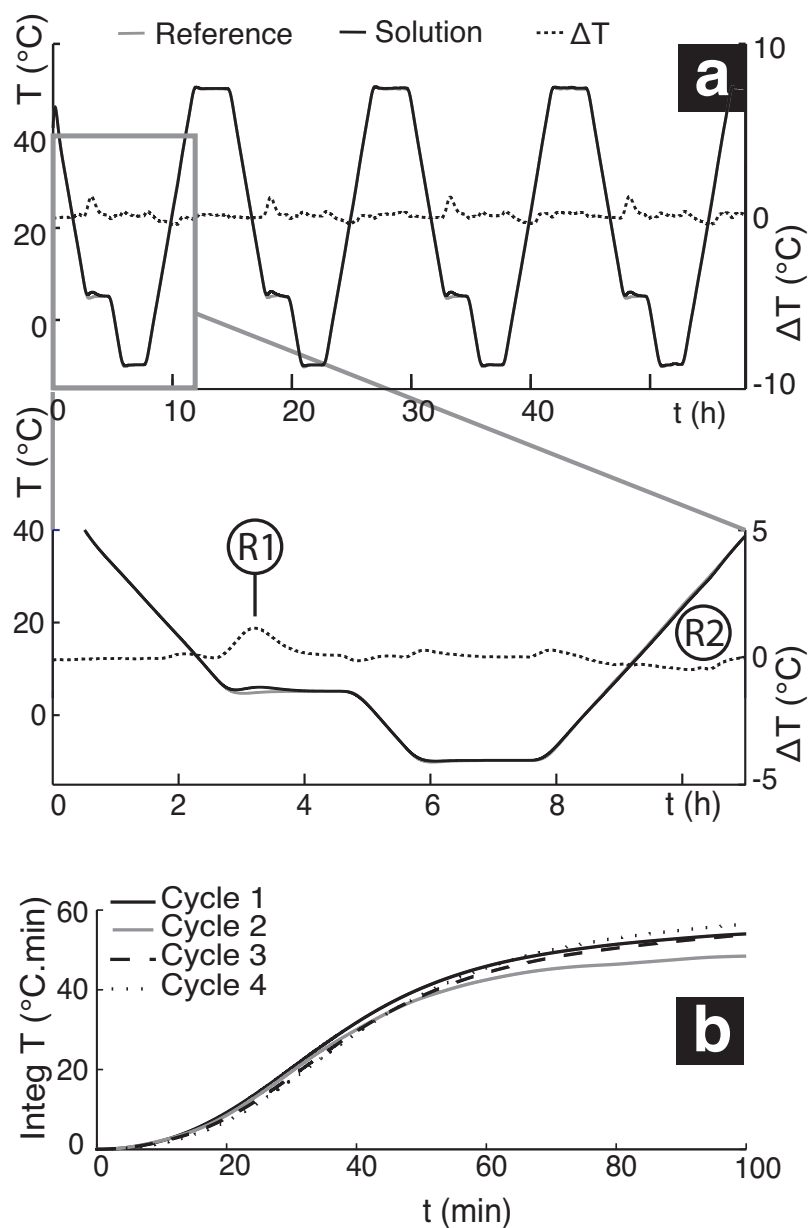 Reference Solution ΔT
T (°C)
40
20
0
10
0
-10
ΔT (°C)
a
0 10 20 30 40 t (h)
T (°C)
40
20
0
R1
R2
5
0
-5
ΔT (°C)
0 2 4 6 8 t (h)
Integ T (°C.min)
60
40
20
0
Cycle 1
Cycle 2
Cycle 3
Cycle 4
b
0 20 40 60 80 100
t (min)